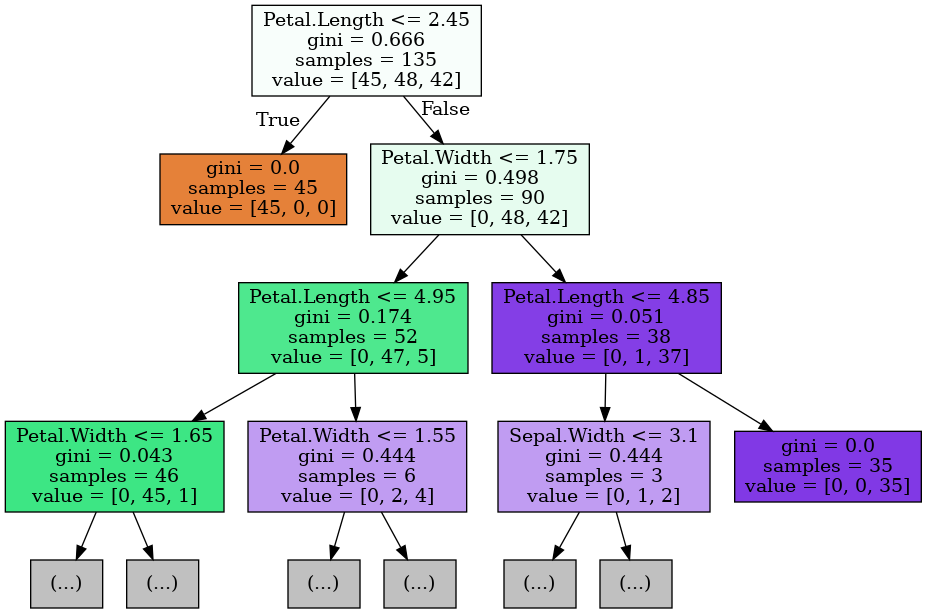 Petal.Length <= 2.45
gini = 0.666
samples = 135
value = [45, 48, 42]
True
False
gini = 0.0
samples = 45
value = [45, 0, 0]
Petal.Width <= 1.75
gini = 0.498
samples = 90
value = [0, 48, 42]
Petal.Length <= 4.95
gini = 0.174
samples = 52
value = [0, 47, 5]
Petal.Length <= 4.85
gini = 0.051
samples = 38
value = [0, 1, 37]
Petal.Width <= 1.65
gini = 0.043
samples = 46
value = [0, 45, 1]
Petal.Width <= 1.55
gini = 0.444
samples = 6
value = [0, 2, 4]
Sepal.Width <= 3.1
gini = 0.444
samples = 3
value = [0, 1, 2]
gini = 0.0
samples = 35
value = [0, 0, 35]
(...)
(...)
(...)
(...)
(...)
(...)